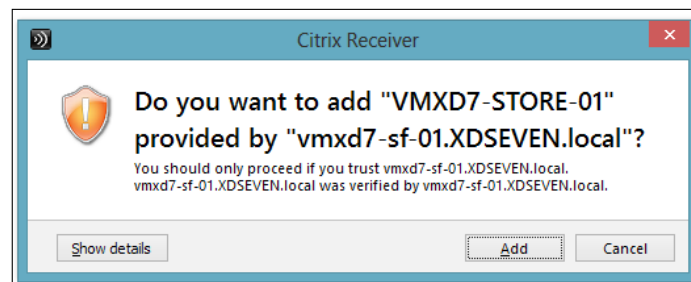 Citrix Receiver
Do you want to add "VMXD7-STORE-01"
provided by "vmxd7-sf-01.XDSEVEN.local"?
You should only proceed if you trust vmxd7-sf-01.XDSEVEN.local.
vmxd7-sf-01.XDSEVEN.local was verified by vmxd7-sf-01.XDSEVEN.local.
Show details Add Cancel